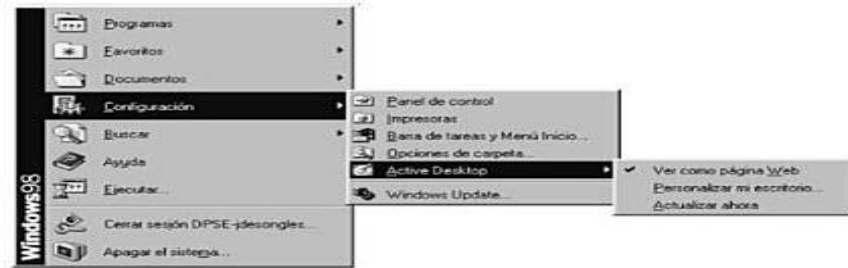 Programas
Favoritos
Documentos
Configuración
Buscar
Ayuda
Ejecutar...
Cerrar sesión DPSE-jdesongles...
Apagar el sistema...
Windows98
Panel de control
Impresoras
Barra de tareas y Menú Inicio...
Opciones de carpeta...
Active Desktop
Windows Update...
Ver como página Web
Personalizar mi escritorio...
Actualizar ahora